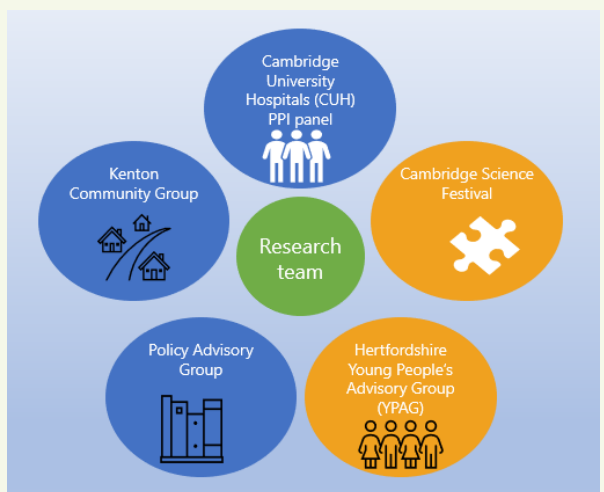 Cambridge
University
Hospitals (CUH)
PPI panel
Kenton
Community Group
Cambridge Science
Festival
Research
team
Policy Advisory
Group
Hertfordshire
Young People's
Advisory Group
(YPAG)